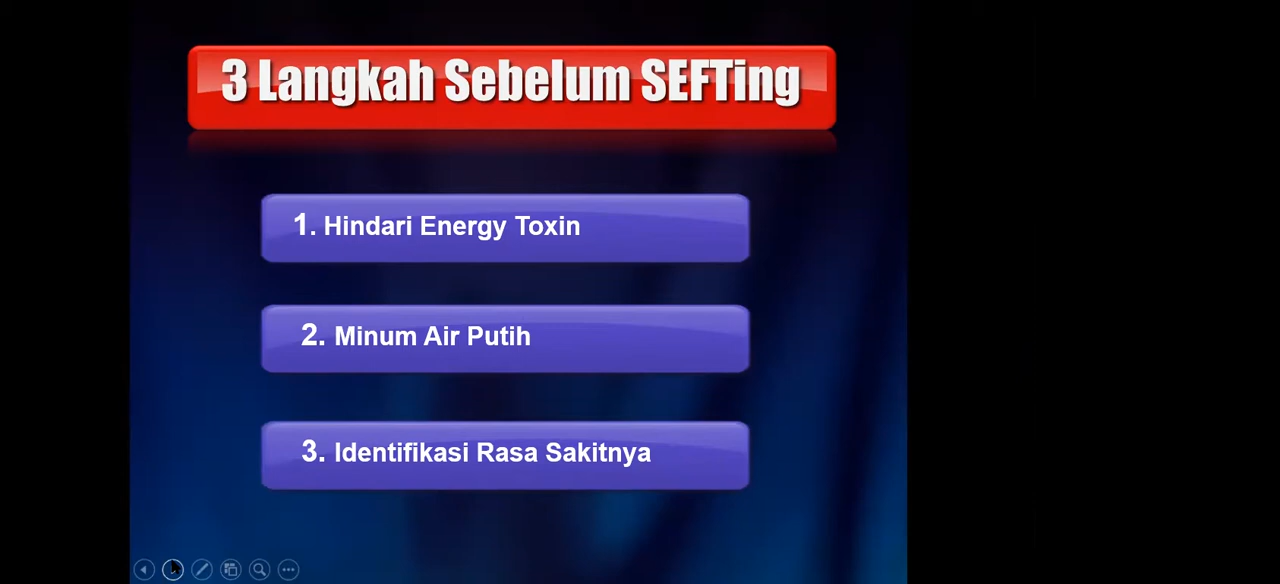 3 Langkah Sebelum SEFTing
1. Hindari Energy Toxin
2. Minum Air Putih
3. Identifikasi Rasa Sakitnya